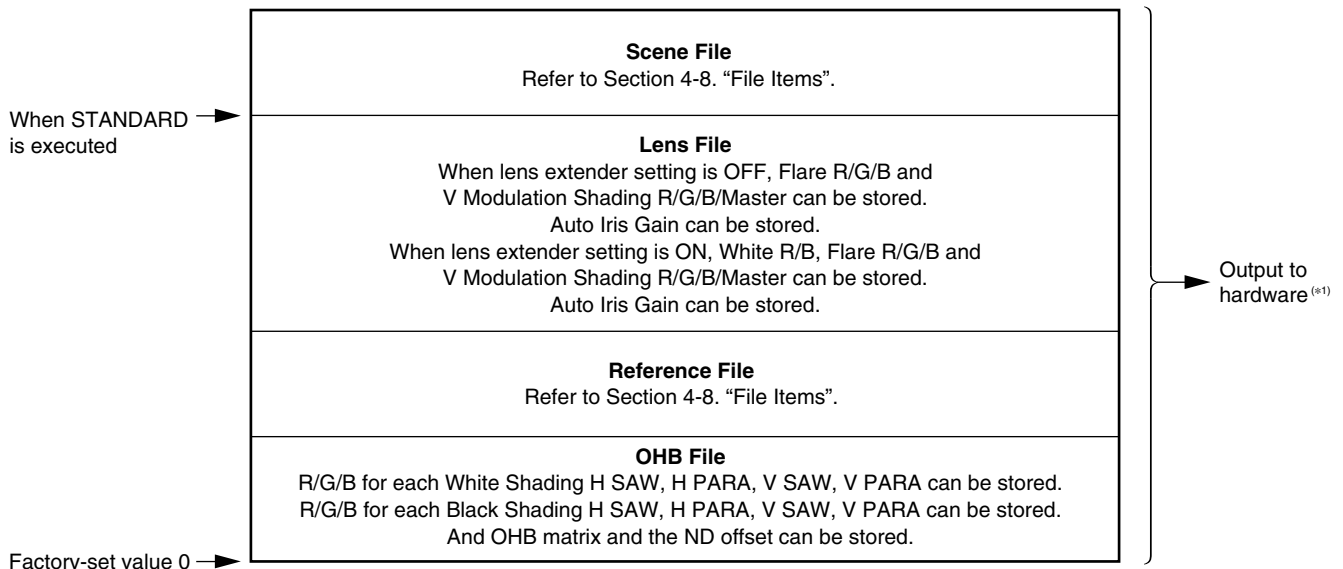 Scene File
Refer to Section 4-8. “File Items”.
When STANDARD
is executed
Lens File
When lens extender setting is OFF, Flare R/G/B and
V Modulation Shading R/G/B/Master can be stored.
Auto Iris Gain can be stored.
When lens extender setting is ON, White R/B, Flare R/G/B and
V Modulation Shading R/G/B/Master can be stored.
Auto Iris Gain can be stored.
Output to
hardware (*1)
Reference File
Refer to Section 4-8. “File Items”.
OHB File
R/G/B for each White Shading H SAW, H PARA, V SAW, V PARA can be stored.
R/G/B for each Black Shading H SAW, H PARA, V SAW, V PARA can be stored.
And OHB matrix and the ND offset can be stored.
Factory-set value 0